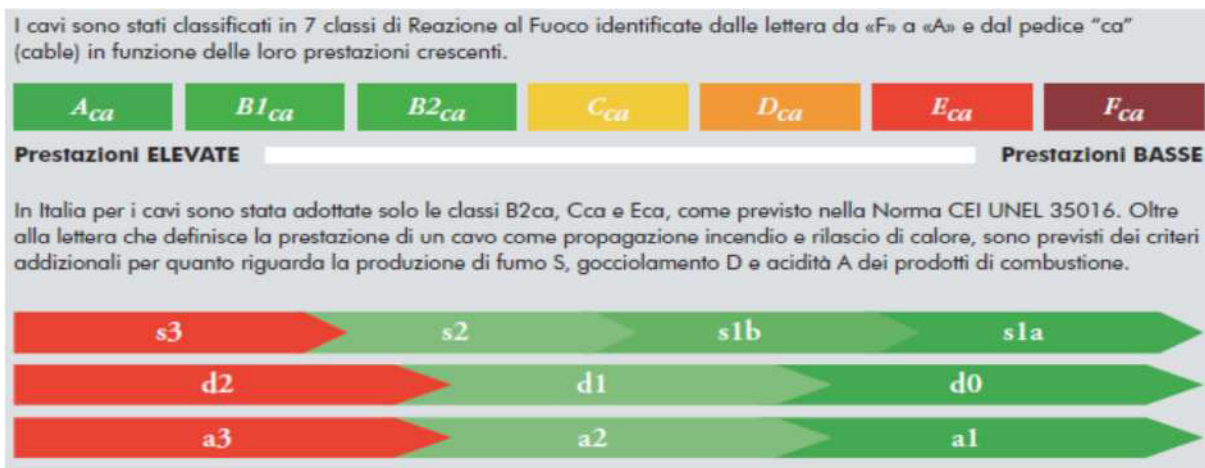 I cavi sono stati classificati in 7 classi di Reazione al Fuoco identificate dalle lettera da «F» a «A» e dal pedice “ca”
(cable) in funzione delle loro prestazioni crescenti.
Aca B1ca B2ca Cca Dca Eca Fca
Prestazioni ELEVATE Prestazioni BASSE
In Italia per i cavi sono stata adottate solo le classi B2ca, Cca e Eca, come previsto nella Norma CEI UNEL 35016. Oltre
alla lettera che definisce la prestazione di un cavo come propagazione incendio e rilascio di calore, sono previsti dei criteri
addizionali per quanto riguarda la produzione di fumo S, gocciolamento D e acidità A dei prodotti di combustione.
s3 s2 s1b s1a
d2 d1 d0
a3 a2 a1